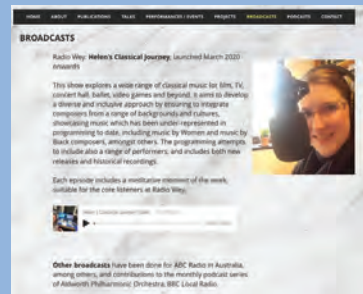 HOME ABOUT PUBLICATIONS TALKS PERFORMANCES / EVENTS PROJECTS BROADCASTS PODCASTS CONTACT
BROADCASTS
Radio Wey, Helen's Classical Journey, launched March 2020
onwards
This show explores a wide range of classical music for film, TV,
concert hall, ballet, video games and beyond. It aims to develop
a diverse and inclusive approach by ensuring to integrate
composers from a range of backgrounds and cultures,
showcasing music which has been under-represented in
programming to date, including music by Women and music by
Black composers, amongst others. The programming attempts
to include also a range of performers, and includes both new
releases and historical recordings.
Each episode includes a meditative moment of the week,
suitable for the core listeners at Radio Wey.
Other broadcasts have been done for ABC Radio in Australia,
among others, and contributions to the monthly podcast series
of Aldworth Philharmonic Orchestra, BBC Local Radio.